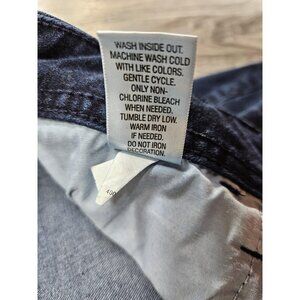 WASH INSIDE OUT.
MACHINE WASH COLD
WITH LIKE COLORS.
GENTLE CYCLE.
ONLY NON-
CHLORINE BLEACH
WHEN NEEDED.
TUMBLE DRY LOW.
WARM IRON
IF NEEDED.
DO NOT IRON
DECORATION.